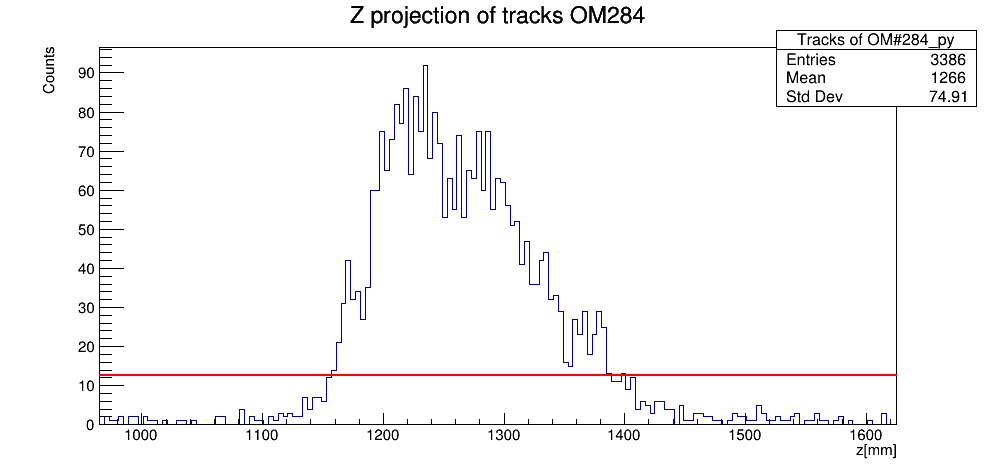 Z projection of tracks OM284
Tracks of OM#284_py
Entries 3386
Mean 1266
Std Dev 74.91
Counts
90
80
70
60
50
40
30
20
10
0
1000 1100 1200 1300 1400 1500 1600
z[mm]